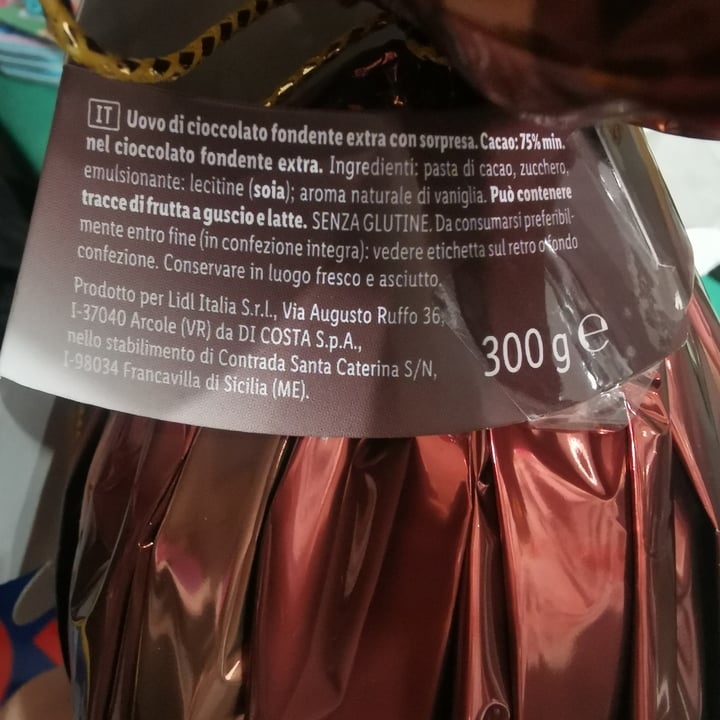 IT Uovo di cioccolato fondente extra con sorpresa. Cacao: 75% min.
nel cioccolato fondente extra. Ingredienti: pasta di cacao, zucchero,
emulsionante: lecitine (soia); aroma naturale di vaniglia. Può contenere
tracce di frutta a guscio e latte. SENZA GLUTINE. Da consumarsi preferibil-
mente entro fine (in confezione integra): vedere etichetta sul retro o fondo
confezione. Conservare in luogo fresco e asciutto.
Prodotto per Lidl Italia S.r.l., Via Augusto Ruffo 36,
I-37040 Arcole (VR) da DI COSTA S.p.A.,
nello stabilimento di Contrada Santa Caterina S/N,
I-98034 Francavilla di Sicilia (ME).
300 g ℮